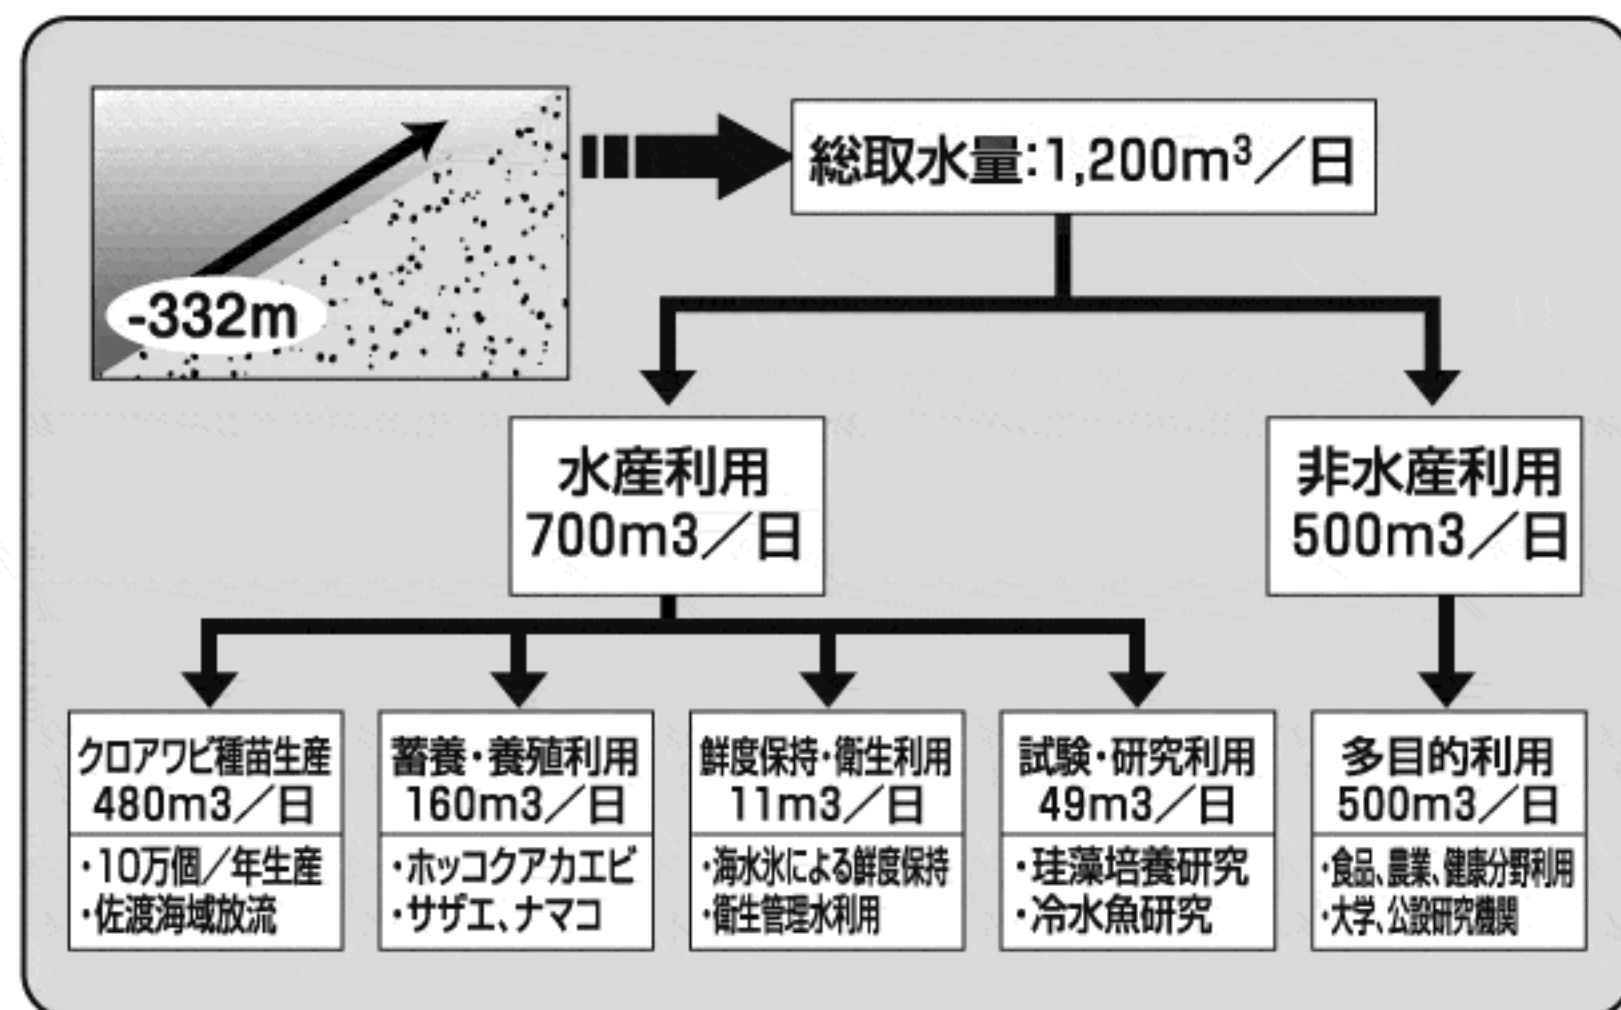 -332m
総取水量:1,200m³／日
水産利用
700m3／日
非水産利用
500m3／日
クロアワビ種苗生産
480m3／日
・10万個／年生産
・佐渡海域放流
蓄養・養殖利用
160m3／日
・ホッコクアカエビ
・サザエ、ナマコ
鮮度保持・衛生利用
11m3／日
・海水氷による鮮度保持
・衛生管理水利用
試験・研究利用
49m3／日
・珪藻培養研究
・冷水魚研究
多目的利用
500m3／日
・食品、農業、健康分野利用
・大学、公設研究機関